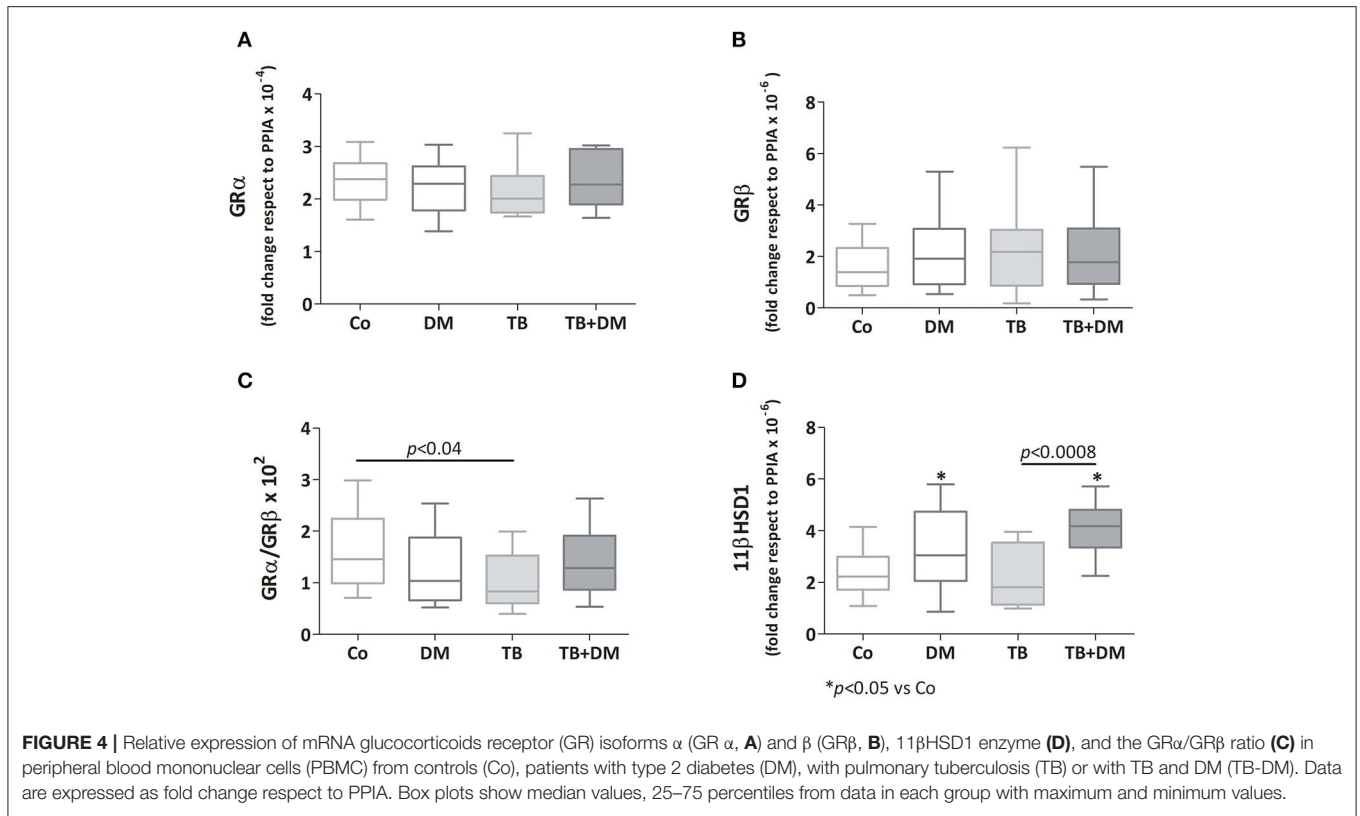 A
GRα
(fold change respect to PPIA x 10⁻⁴)
4
3
2
1
0
Co DM TB TB+DM
B
GRβ
(fold change respect to PPIA x 10⁻⁶)
8
6
4
2
0
Co DM TB TB+DM
C
GRα/GRβ x 10²
4
3
2
1
0
p<0.04
Co DM TB TB+DM
D
11βHSD1
(fold change respect to PPIA x 10⁻⁶)
8
6
4
2
0
*
p<0.0008
*
Co DM TB TB+DM
*p<0.05 vs Co
FIGURE 4 | Relative expression of mRNA glucocorticoids receptor (GR) isoforms α (GR α, A) and β (GRβ, B), 11βHSD1 enzyme (D), and the GRα/GRβ ratio (C) in
peripheral blood mononuclear cells (PBMC) from controls (Co), patients with type 2 diabetes (DM), with pulmonary tuberculosis (TB) or with TB and DM (TB-DM). Data
are expressed as fold change respect to PPIA. Box plots show median values, 25–75 percentiles from data in each group with maximum and minimum values.